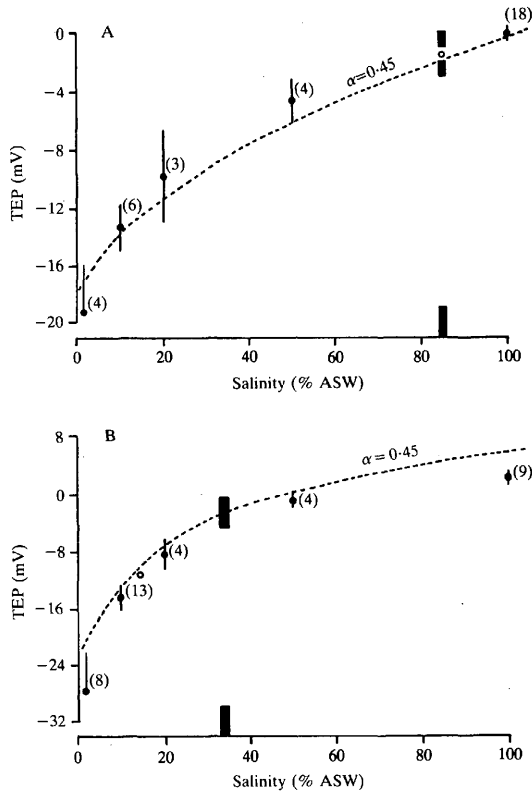 A
(18)
0
α=0·45
-4
(4)
TEP (mV)
-8
(3)
(6)
-12
-16
(4)
-20
0 20 40 60 80 100
Salinity (% ASW)
B
8
α=0·45
(9)
0
(4)
(4)
TEP (mV)
-8
(13)
-16
-24
(8)
-32
0 20 40 60 80 100
Salinity (% ASW)